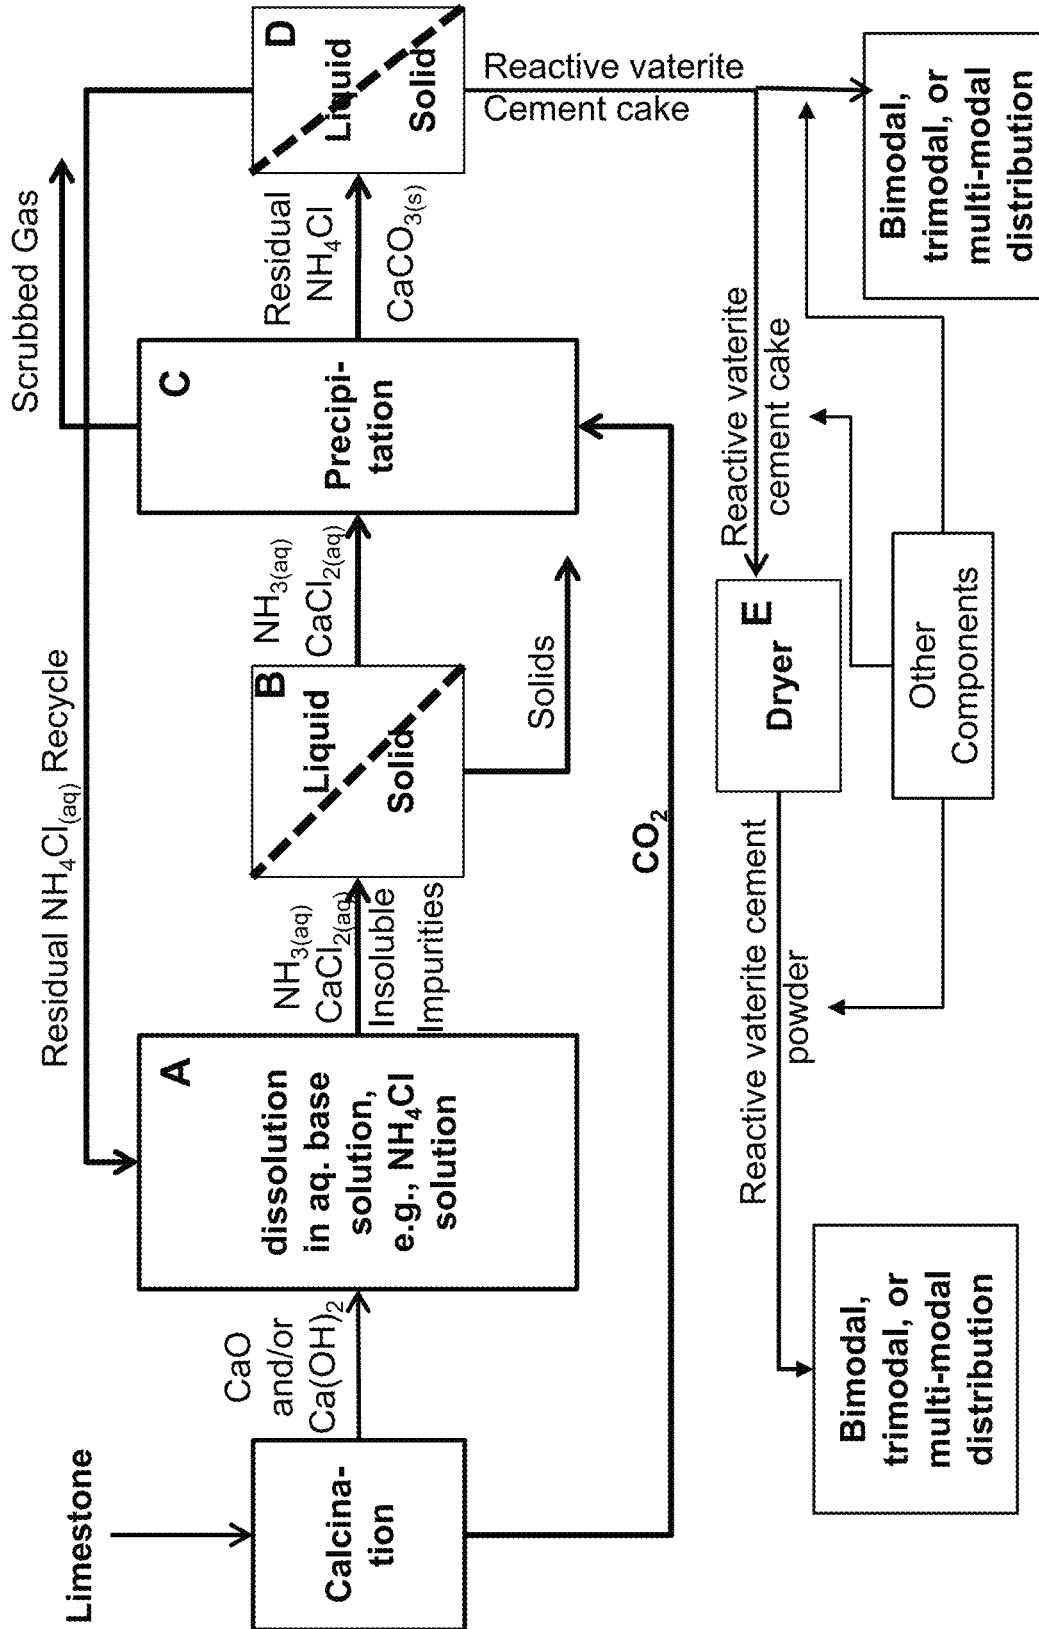 Limestone
Calcina-
tion
CaO
and/or
Ca(OH)2
Residual NH4Cl(aq) Recycle
A
dissolution
in aq. base
solution,
e.g., NH4Cl
solution
NH3(aq)
CaCl2(aq)
Insoluble
Impurities
B
Liquid
Solid
Solids
NH3(aq)
CaCl2(aq)
Scrubbed Gas
C
Precipi-
tation
CO2
Residual
NH4Cl
CaCO3(s)
D
Liquid
Solid
Reactive vaterite
Cement cake
Reactive vaterite
cement cake
E
Dryer
Reactive vaterite cement
powder
Other
Components
Bimodal,
trimodal, or
multi-modal
distribution
Bimodal,
trimodal, or
multi-modal
distribution